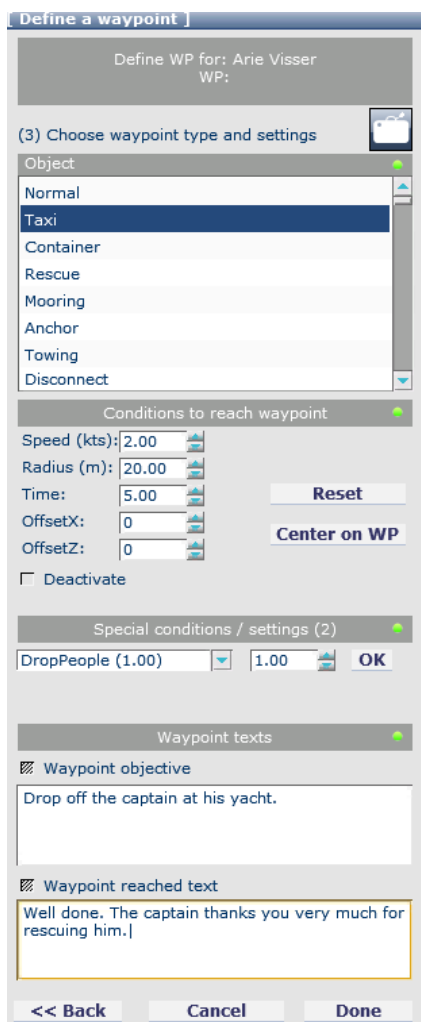 [ Define a waypoint ]
Define WP for: Arie Visser
WP:
(3) Choose waypoint type and settings
Object
Normal
Taxi
Container
Rescue
Mooring
Anchor
Towing
Disconnect
Conditions to reach waypoint
Speed (kts): 2.00
Radius (m): 20.00
Time: 5.00
Reset
OffsetX: 0
Center on WP
OffsetZ: 0
Deactivate
Special conditions / settings (2)
DropPeople (1.00) 1.00 OK
Waypoint texts
Waypoint objective
Drop off the captain at his yacht.
Waypoint reached text
Well done. The captain thanks you very much for
rescuing him.
<< Back Cancel Done